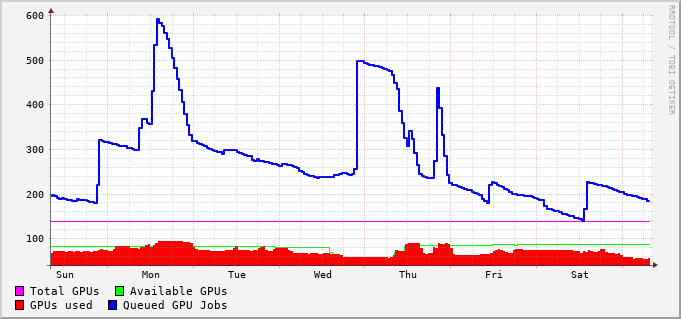 600
500
400
300
200
100
Sun Mon Tue Wed Thu Fri Sat
Total GPUs Available GPUs
GPUs used Queued GPU Jobs
RRDTOOL / TOBI OETIKER